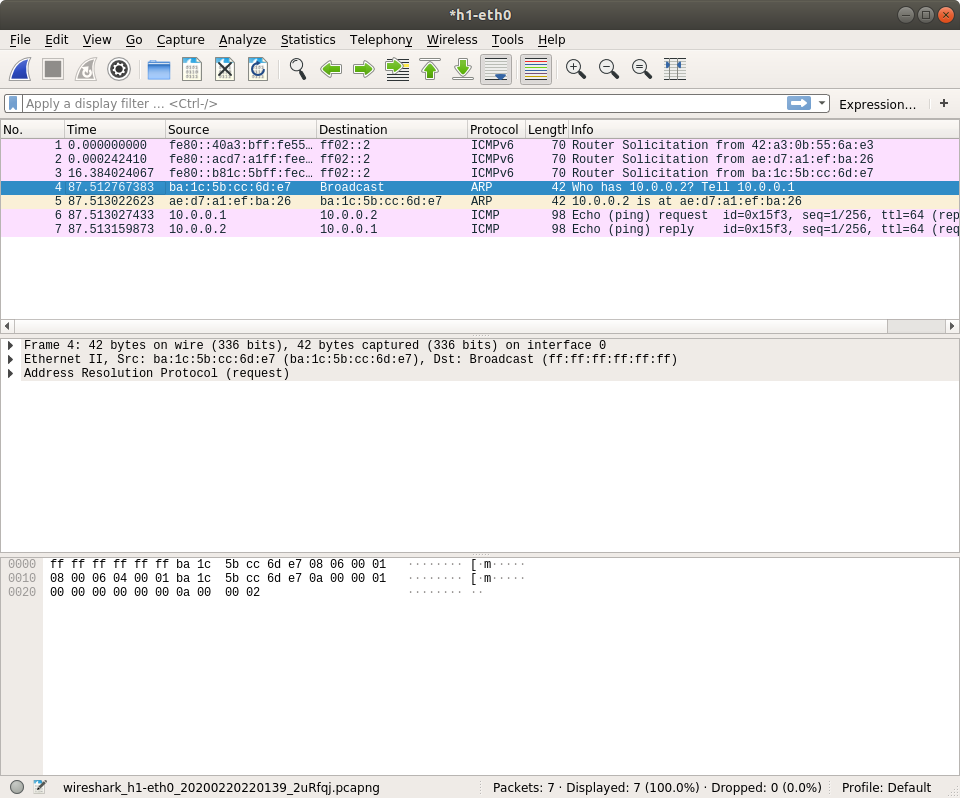 *h1-eth0
File Edit View Go Capture Analyze Statistics Telephony Wireless Tools Help
Apply a display filter ... <Ctrl-/> Expression... +
No. Time Source Destination Protocol Length Info
1 0.000000000 fe80::40a3:bff:fe55… ff02::2 ICMPv6 70 Router Solicitation from 42:a3:0b:55:6a:e3
2 0.000242410 fe80::acd7:a1ff:fee… ff02::2 ICMPv6 70 Router Solicitation from ae:d7:a1:ef:ba:26
3 16.384024067 fe80::b81c:5bff:fec… ff02::2 ICMPv6 70 Router Solicitation from ba:1c:5b:cc:6d:e7
4 87.512767383 ba:1c:5b:cc:6d:e7 Broadcast ARP 42 Who has 10.0.0.2? Tell 10.0.0.1
5 87.513022623 ae:d7:a1:ef:ba:26 ba:1c:5b:cc:6d:e7 ARP 42 10.0.0.2 is at ae:d7:a1:ef:ba:26
6 87.513027433 10.0.0.1 10.0.0.2 ICMP 98 Echo (ping) request id=0x15f3, seq=1/256, ttl=64 (rep
7 87.513159873 10.0.0.2 10.0.0.1 ICMP 98 Echo (ping) reply id=0x15f3, seq=1/256, ttl=64 (req
Frame 4: 42 bytes on wire (336 bits), 42 bytes captured (336 bits) on interface 0
Ethernet II, Src: ba:1c:5b:cc:6d:e7 (ba:1c:5b:cc:6d:e7), Dst: Broadcast (ff:ff:ff:ff:ff:ff)
Address Resolution Protocol (request)
0000 ff ff ff ff ff ff ba 1c 5b cc 6d e7 08 06 00 01 ········ [·m·····
0010 08 00 06 04 00 01 ba 1c 5b cc 6d e7 0a 00 00 01 ········ [·m·····
0020 00 00 00 00 00 00 0a 00 00 02 ········ ··
wireshark_h1-eth0_20200220220139_2uRfqj.pcapng Packets: 7 · Displayed: 7 (100.0%) · Dropped: 0 (0.0%) Profile: Default